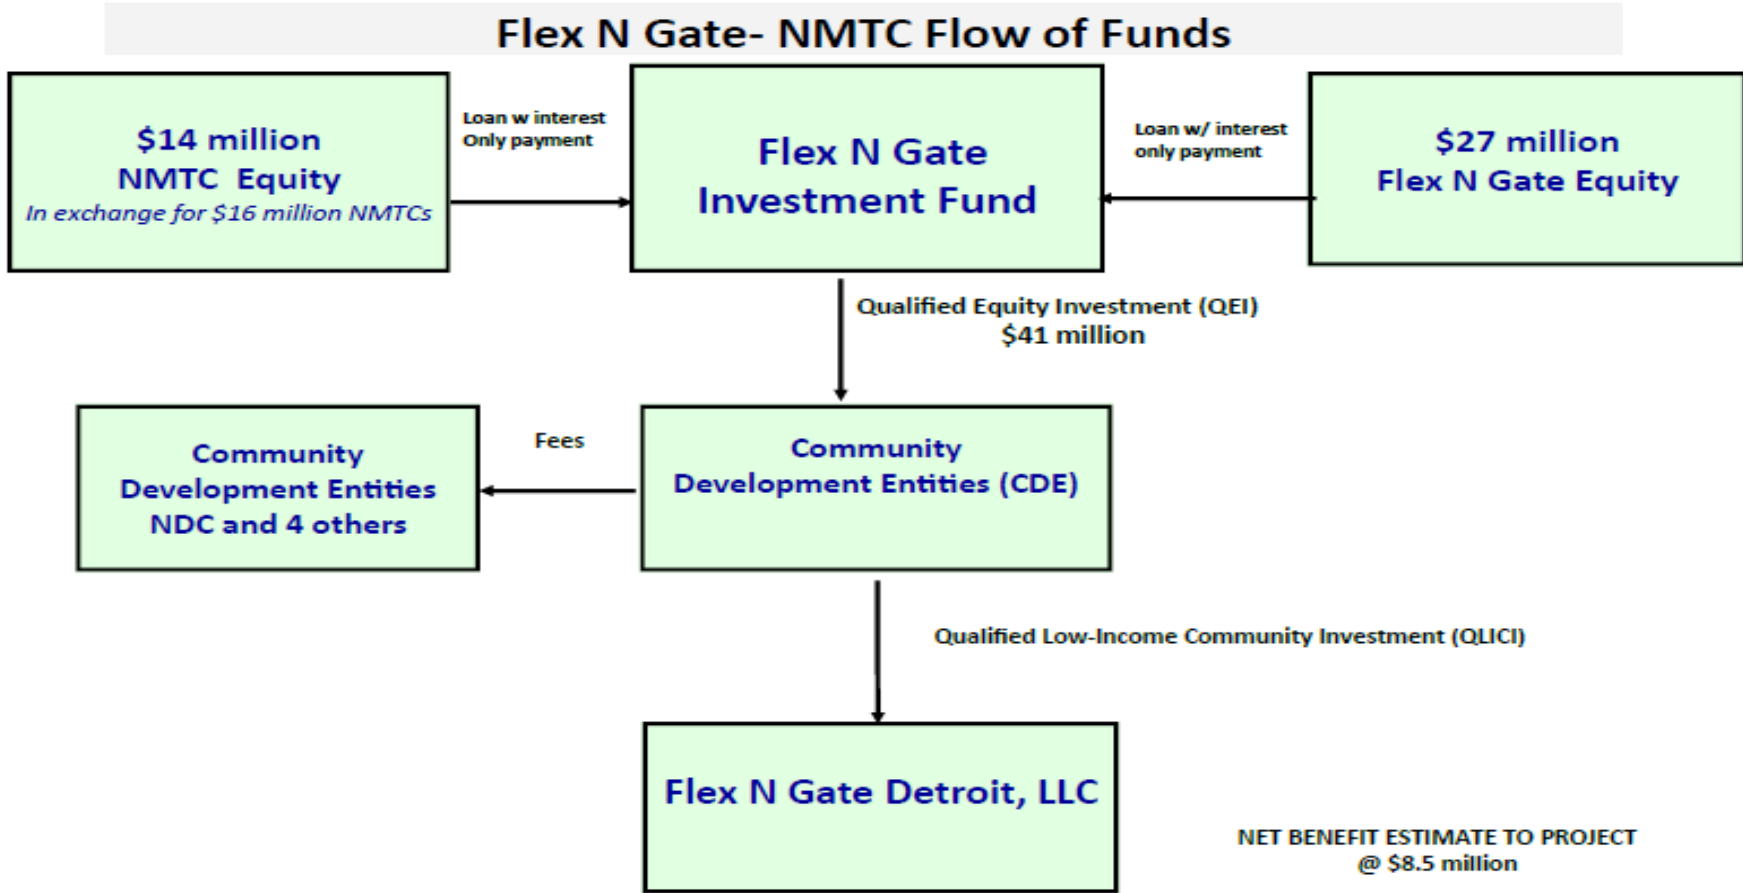 Flex N Gate- NMTC Flow of Funds
$14 million
NMTC Equity
In exchange for $16 million NMTCs
Loan w interest
Only payment
Flex N Gate
Investment Fund
Loan w/ interest
only payment
$27 million
Flex N Gate Equity
Qualified Equity Investment (QEI)
$41 million
Community
Development Entities
NDC and 4 others
Fees
Community
Development Entities (CDE)
Qualified Low-Income Community Investment (QLICI)
Flex N Gate Detroit, LLC
NET BENEFIT ESTIMATE TO PROJECT
@ $8.5 million